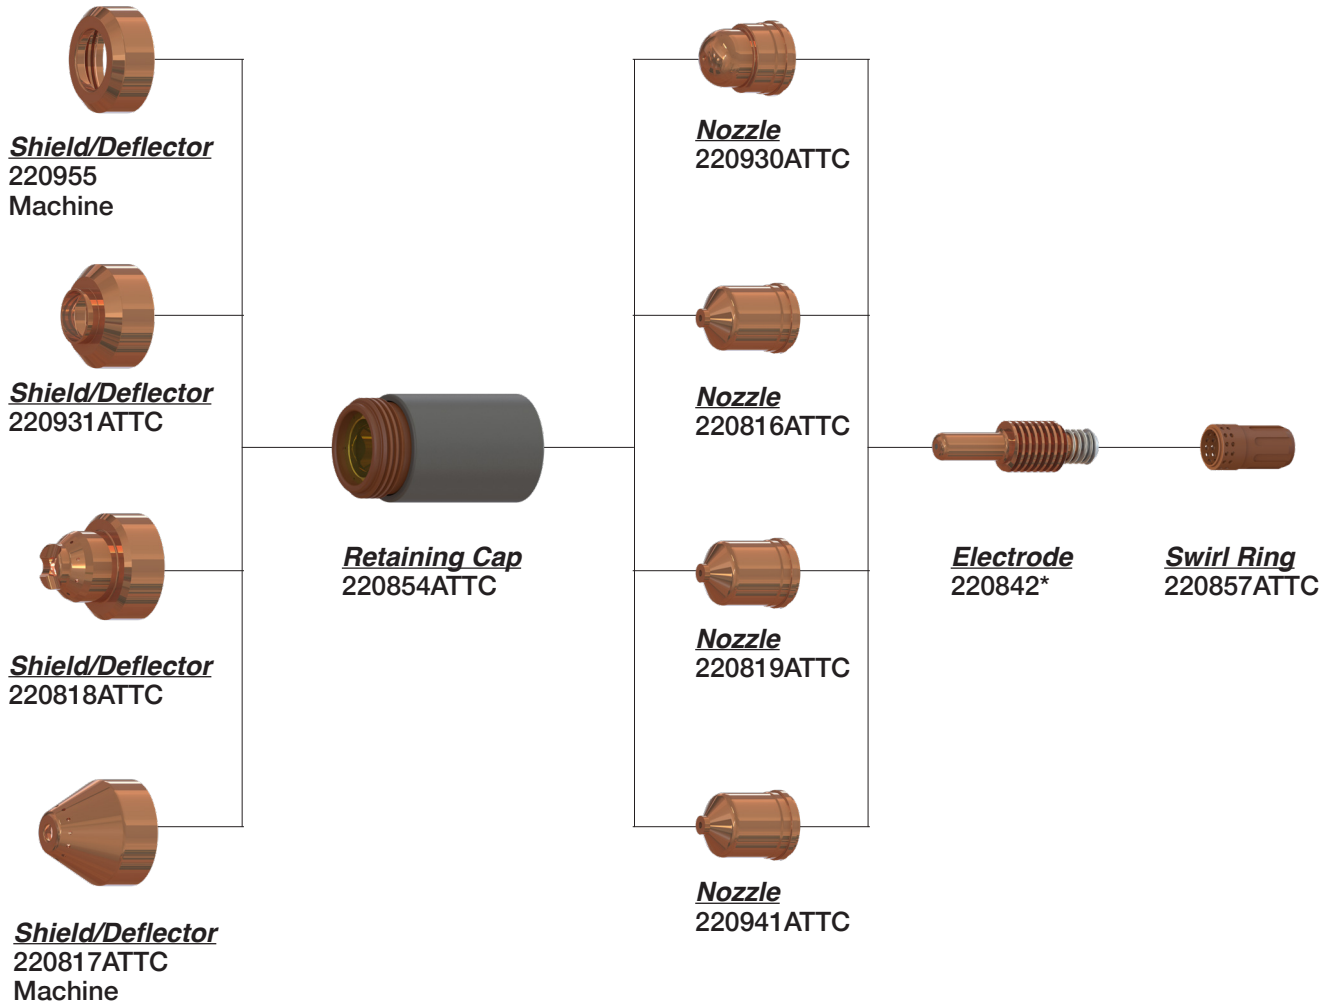 Shield/Deflector
220955
Machine
Shield/Deflector
220931ATTC
Shield/Deflector
220818ATTC
Shield/Deflector
220817ATTC
Machine
Retaining Cap
220854ATTC
Nozzle
220930ATTC
Nozzle
220816ATTC
Nozzle
220819ATTC
Nozzle
220941ATTC
Electrode
220842*
Swirl Ring
220857ATTC